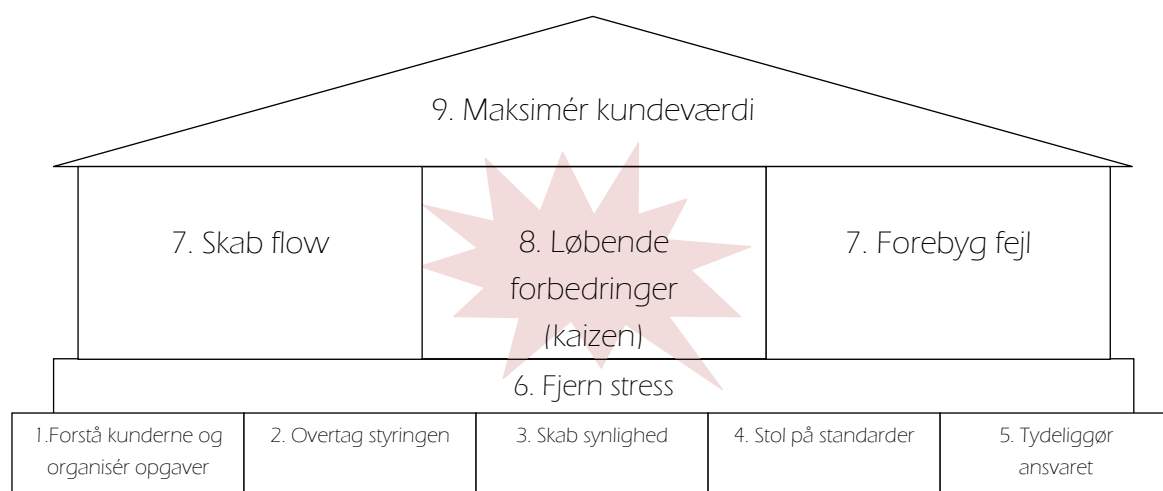 9. Maksimér kundeværdi
7. Skab flow
8. Løbende
forbedringer
(kaizen)
7. Forebyg fejl
6. Fjern stress
1.Forstå kunderne og
organisér opgaver
2. Overtag styringen
3. Skab synlighed
4. Stol på standarder
5. Tydeliggør
ansvaret